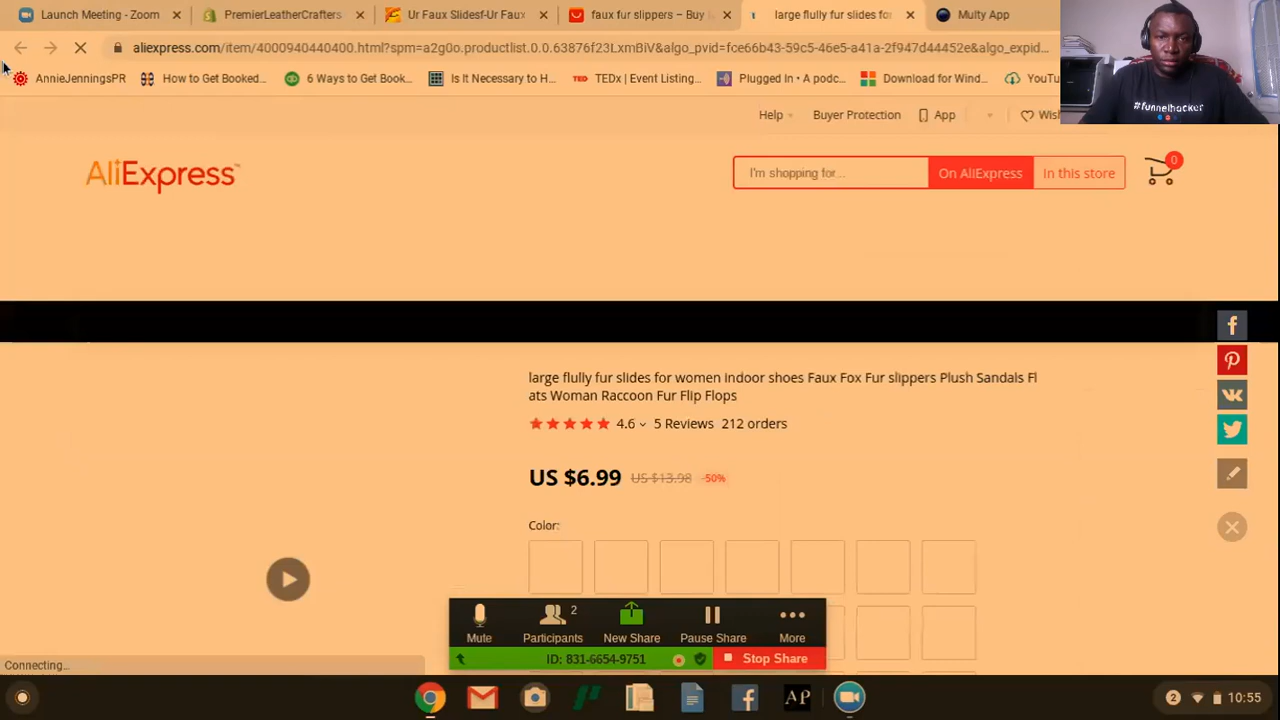 Launch Meeting - Zoom
PremierLeatherCrafters
Ur Faux Slidesf-Ur Faux
faux fur slippers – Buy
large flully fur slides fo
Multy App
aliexpress.com/item/4000940440400.html?spm=a2g0o.productlist.0.0.63876f23LxmBiV&algo_pvid=fce66b43-59c5-46e5-a41a-2f947d44452e&algo_expid...
AnnieJenningsPR
How to Get Booked...
6 Ways to Get Book...
Is It Necessary to H...
TED TEDx | Event Listing...
Plugged In • A podc...
Download for Wind...
YouTu
#funnelhacker
Help
Buyer Protection
App
Wish
AliExpress™
I'm shopping for...
On AliExpress
In this store
0
large flully fur slides for women indoor shoes Faux Fox Fur slippers Plush Sandals Fl
ats Woman Raccoon Fur Flip Flops
4.6 5 Reviews 212 orders
US $6.99 US $13.98 -50%
Color:
2
Mute
Participants
New Share
Pause Share
More
ID: 831-6654-9751
Stop Share
Connecting...
AP
2 10:55